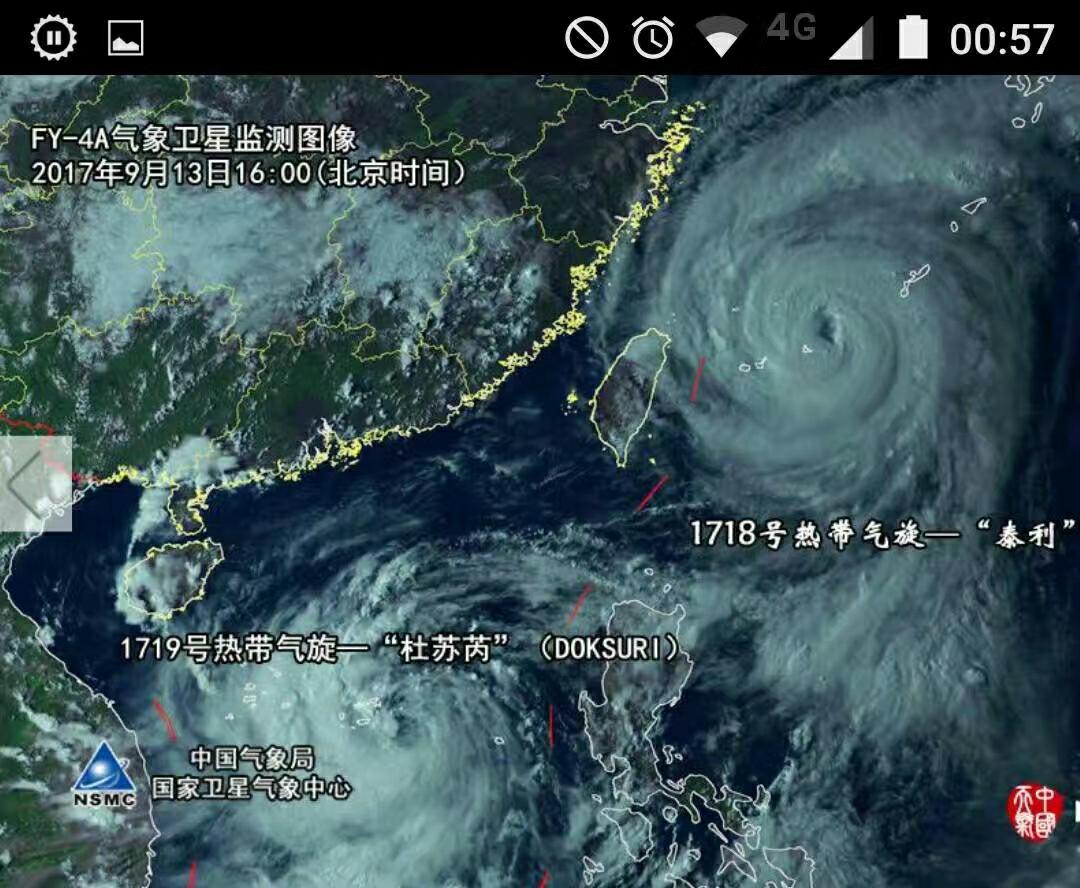 4G 00:57
FY-4A气象卫星监测图像
2017年9月13日16:00(北京时间)
1718号热带气旋—“泰利”
1719号热带气旋—“杜苏芮”（DOKSURI）
中国气象局
国家卫星气象中心
NSMC
中國
天氣